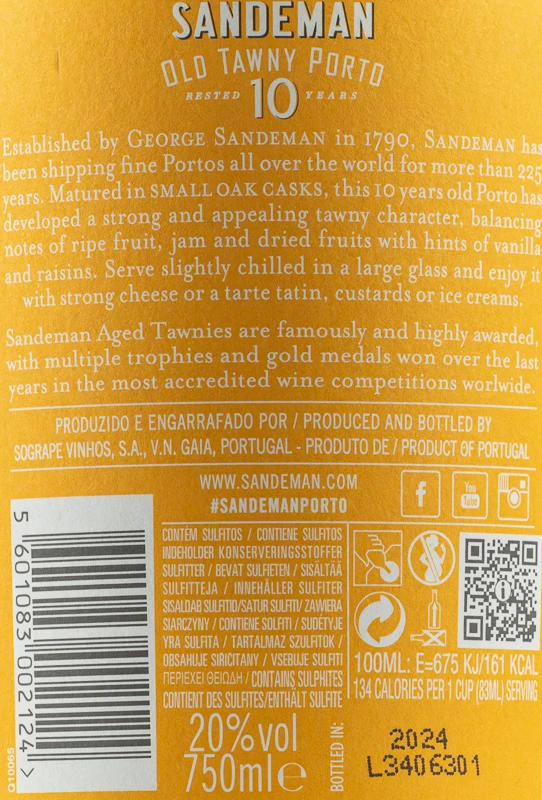 SANDEMAN
OLD TAWNY PORTO
RESTED 10 YEARS
Established by GEORGE SANDEMAN in 1790, SANDEMAN has
been shipping fine Portos all over the world for more than 225
years. Matured in SMALL OAK CASKS, this 10 years old Porto has
developed a strong and appealing tawny character, balancing
notes of ripe fruit, jam and dried fruits with hints of vanilla
and raisins. Serve slightly chilled in a large glass and enjoy it
with strong cheese or a tarte tatin, custards or ice creams.
Sandeman Aged Tawnies are famously and highly awarded,
with multiple trophies and gold medals won over the last
years in the most accredited wine competitions worlwide.
PRODUZIDO E ENGARRAFADO POR / PRODUCED AND BOTTLED BY
SOGRAPE VINHOS, S.A., V.N. GAIA, PORTUGAL - PRODUTO DE / PRODUCT OF PORTUGAL
WWW.SANDEMAN.COM
#SANDEMANPORTO
f
You
Tube
CONTÉM SULFITOS / CONTIENE SULFITOS
INDEHOLDER KONSERVERINGSSTOFFER
SULFITTER / BEVAT SULFIETEN / SISÄLTÄÄ
SULFITTEJA / INNEHÅLLER SULFITER
SISALDAB SULFITID/SATUR SULFITI/ZAWIERA
SIARCZYNY / CONTIENE SOLFITI / SUDĖTYJE
YRA SULFITA / TARTALMAZ SZULFITOK /
OBSAHUJE SIŘIČITANY / VSEBUJE SULFITI
ΠΕΡΙΕΧΕΙ ΘΕΙΩΔΗ / CONTAINS SULPHITES
CONTIENT DES SULFITES/ENTHÄLT SULFITE
100ML: E=675 KJ/161 KCAL
134 CALORIES PER 1 CUP (83ML) SERVING
20%vol
750ml e
BOTTLED IN:
2024
L3406301
5 601083 002124 >
Q10065